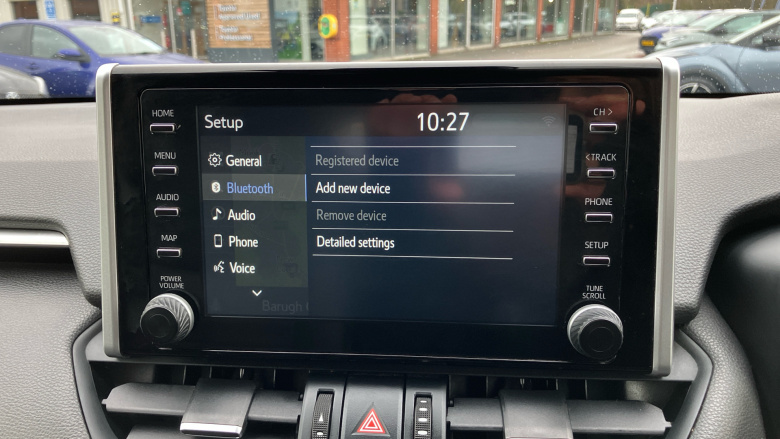 HOME
MENU
AUDIO
MAP
POWER
VOLUME
Setup
10:27
General
Bluetooth
Audio
Phone
Voice
Registered device
Add new device
Remove device
Detailed settings
CH >
< TRACK
PHONE
SETUP
TUNE
SCROLL